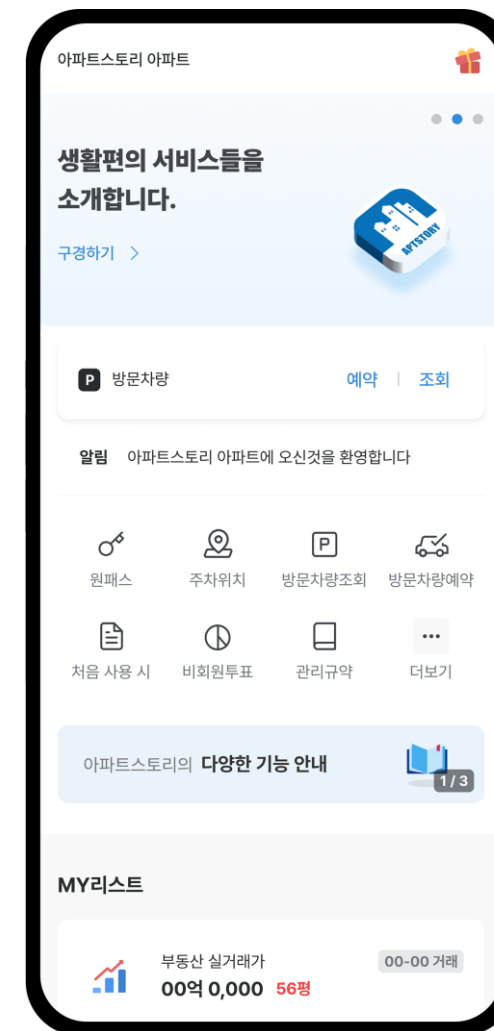 아파트스토리 아파트
생활편의 서비스들을
소개합니다.
구경하기 >
APTSTORY
P 방문차량 예약 | 조회
알림 아파트스토리 아파트에 오신것을 환영합니다
P
원패스 주차위치 방문차량조회 방문차량예약
처음 사용 시 비회원투표 관리규약 더보기
아파트스토리의 다양한 기능 안내
1/3
MY리스트
부동산 실거래가 00-00 거래
00억 0,000 56평